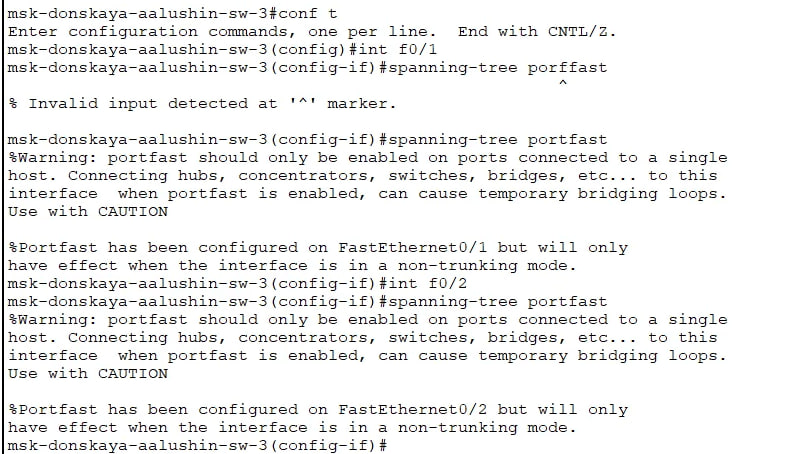 msk-donskaya-aalushin-sw-3#conf t
Enter configuration commands, one per line.  End with CNTL/Z.
msk-donskaya-aalushin-sw-3(config)#int f0/1
msk-donskaya-aalushin-sw-3(config-if)#spanning-tree porffast
^
% Invalid input detected at '^' marker.
msk-donskaya-aalushin-sw-3(config-if)#spanning-tree portfast
%Warning: portfast should only be enabled on ports connected to a single
host. Connecting hubs, concentrators, switches, bridges, etc... to this
interface  when portfast is enabled, can cause temporary bridging loops.
Use with CAUTION
%Portfast has been configured on FastEthernet0/1 but will only
have effect when the interface is in a non-trunking mode.
msk-donskaya-aalushin-sw-3(config-if)#int f0/2
msk-donskaya-aalushin-sw-3(config-if)#spanning-tree portfast
%Warning: portfast should only be enabled on ports connected to a single
host. Connecting hubs, concentrators, switches, bridges, etc... to this
interface  when portfast is enabled, can cause temporary bridging loops.
Use with CAUTION
%Portfast has been configured on FastEthernet0/2 but will only
have effect when the interface is in a non-trunking mode.
msk-donskaya-aalushin-sw-3(config-if)#